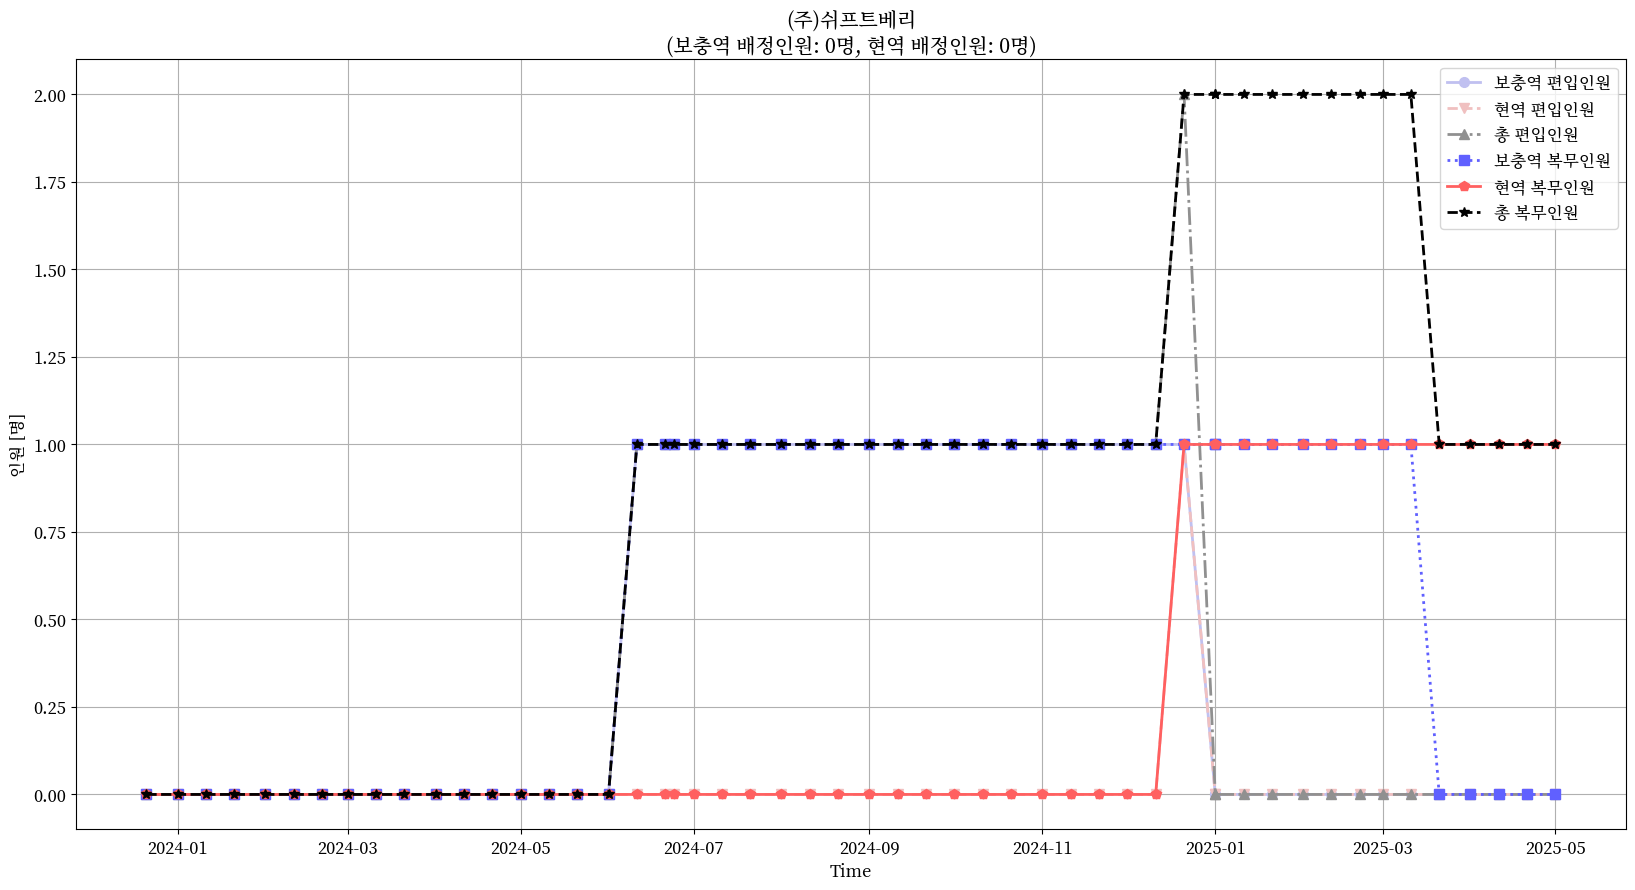 (주)쉬프트베리
(보충역 배정인원: 0명, 현역 배정인원: 0명)
보충역 편입인원
현역 편입인원
총 편입인원
보충역 복무인원
현역 복무인원
총 복무인원
2.00
1.75
1.50
1.25
1.00
0.75
0.50
0.25
0.00
인원 [명]
2024-01
2024-03
2024-05
2024-07
2024-09
2024-11
2025-01
2025-03
2025-05
Time